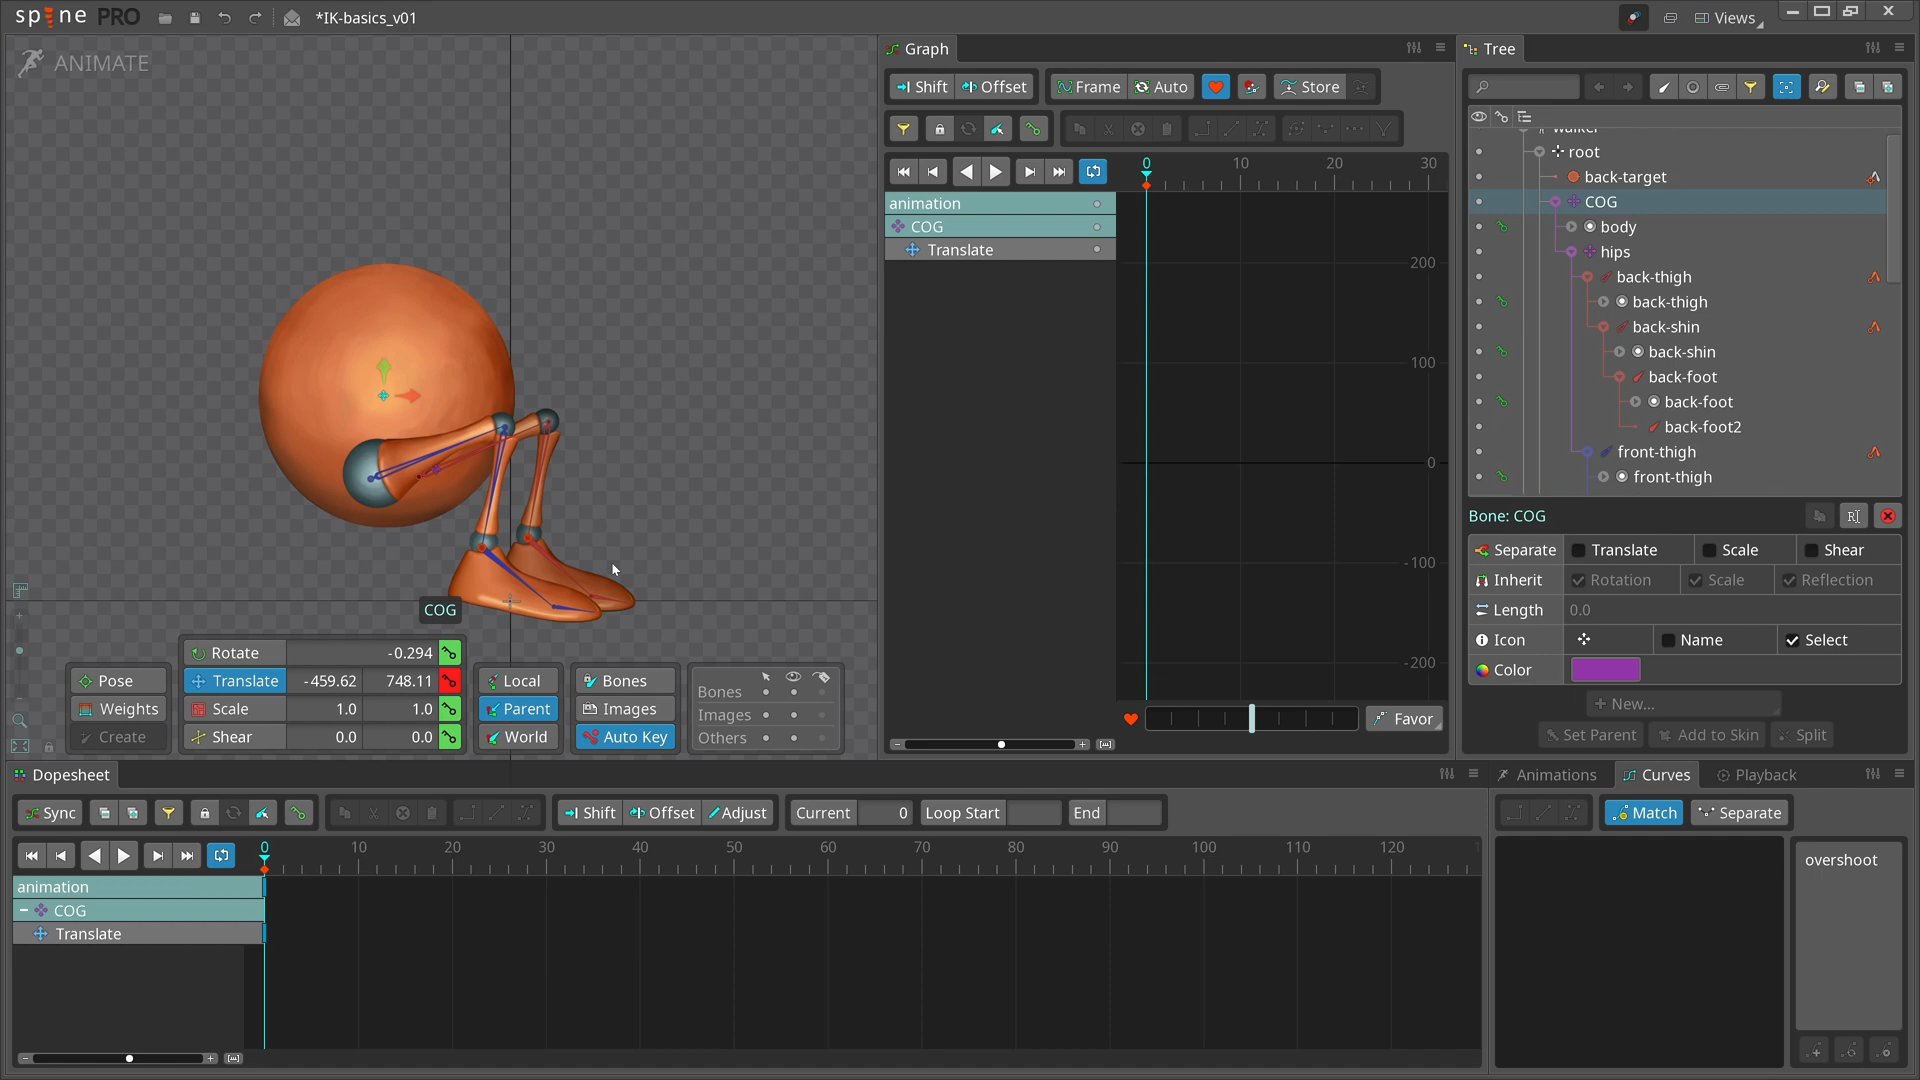 spine PRO *IK-basics_v01 Views
ANIMATE
COG
Pose
Weights
Create
Rotate -0.294
Translate -459.62 748.11
Scale 1.0 1.0
Shear 0.0 0.0
Local
Parent
World
Bones
Images
Auto Key
Bones
Images
Others
Graph
Shift Offset Frame Auto Store
0 10 20 30
animation
COG
Translate
200
100
0
-100
-200
Favor
Tree
walker
root
back-target
COG
body
hips
back-thigh
back-thigh
back-shin
back-shin
back-foot
back-foot
back-foot2
front-thigh
front-thigh
Bone: COG
Separate Translate Scale Shear
Inherit Rotation Scale Reflection
Length 0.0
Icon Name Select
Color
+ New...
Set Parent Add to Skin Split
Dopesheet
Sync Shift Offset Adjust Current 0 Loop Start End
0 10 20 30 40 50 60 70 80 90 100 110 120
animation
COG
Translate
Animations Curves Playback
Match Separate
overshoot